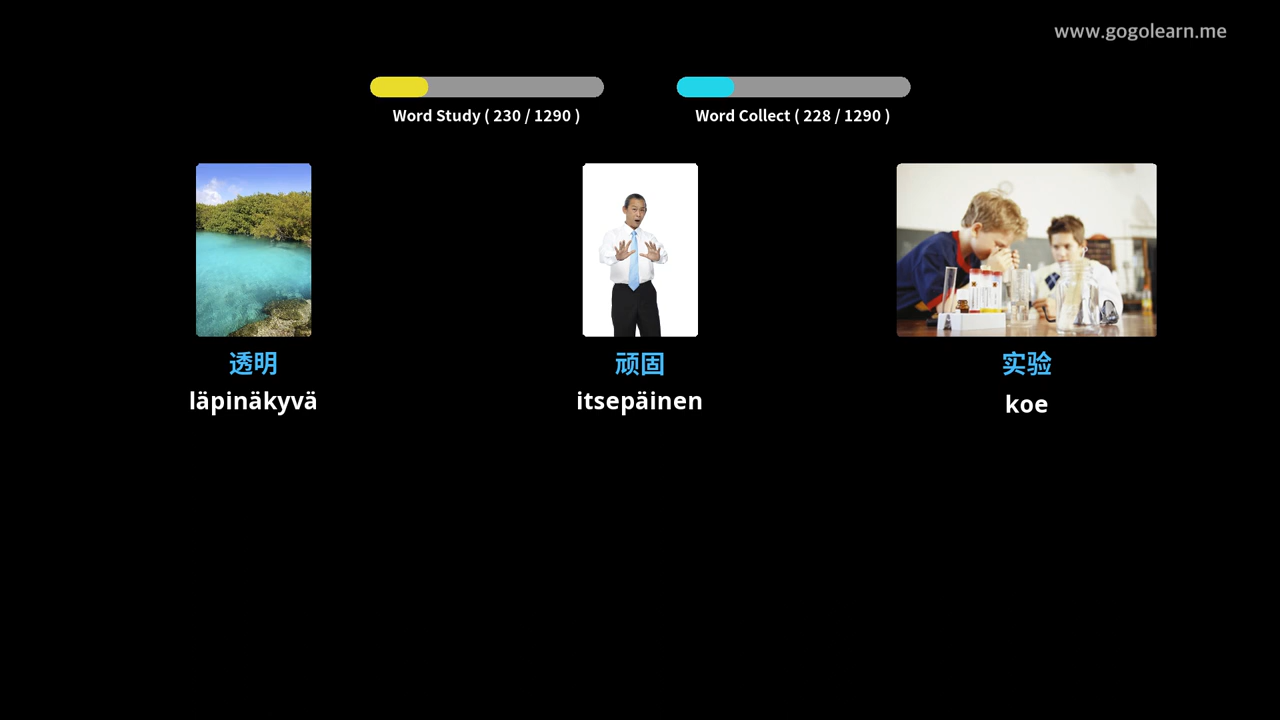 www.gogolearn.me
Word Study ( 230 / 1290 )
Word Collect ( 228 / 1290 )
透明
läpinäkyvä
顽固
itsepäinen
实验
koe